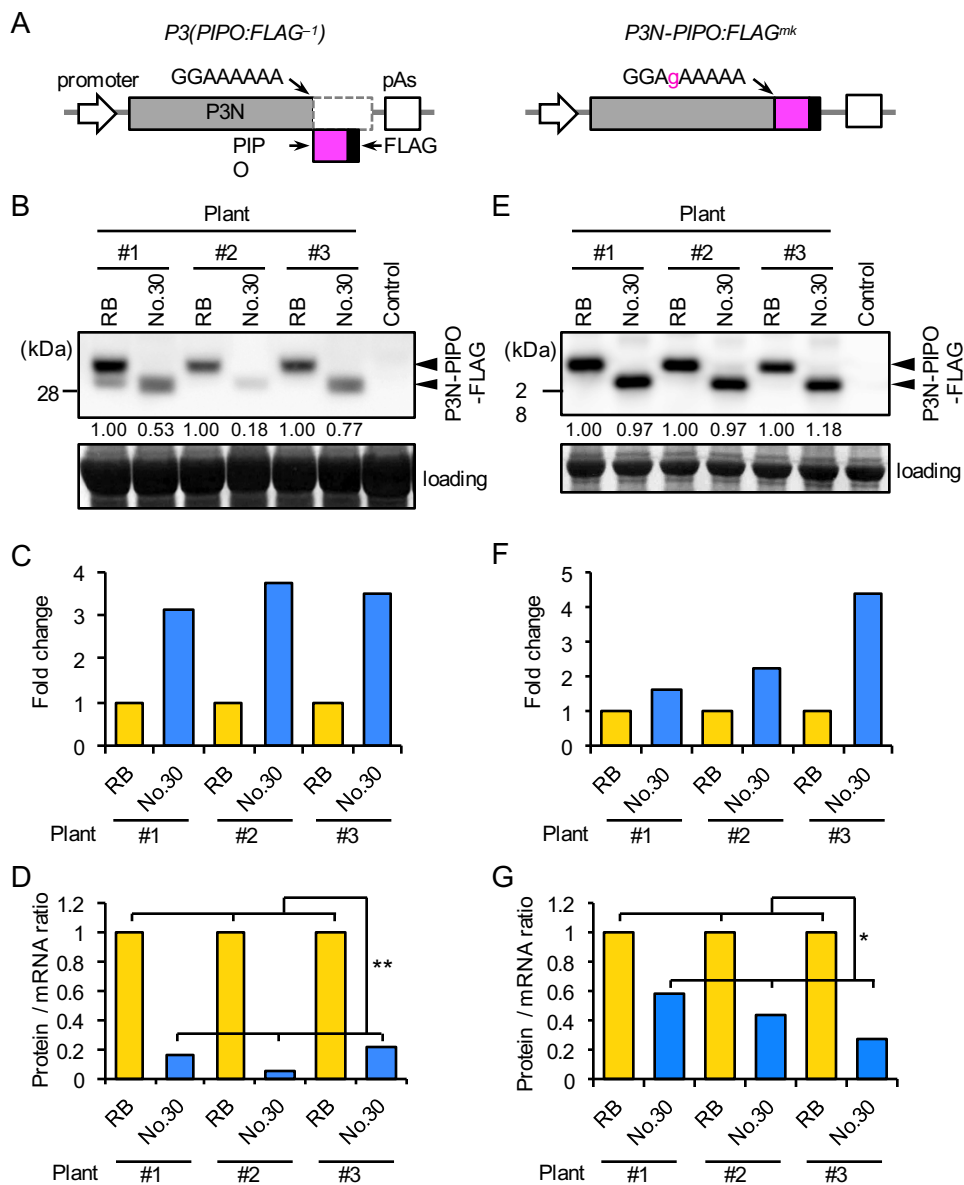 A
P3(PIPO:FLAG⁻¹)
P3N-PIPO:FLAGᵐᵏ
promoter
GGAAAAAA
pAs
GGAgAAAAA
P3N
PIP
O
FLAG
B
Plant
#1 #2 #3
RB No.30 RB No.30 RB No.30 Control
(kDa)
28
P3N-PIPO
-FLAG
1.00 0.53 1.00 0.18 1.00 0.77
loading
E
Plant
#1 #2 #3
RB No.30 RB No.30 RB No.30 Control
(kDa)
2
8
P3N-PIPO
-FLAG
1.00 0.97 1.00 0.97 1.00 1.18
loading
C
Fold change
4
3
2
1
0
RB No.30 RB No.30 RB No.30
Plant #1 #2 #3
F
Fold change
5
4
3
2
1
0
RB No.30 RB No.30 RB No.30
Plant #1 #2 #3
D
Protein / mRNA ratio
1.2
1
0.8
0.6
0.4
0.2
0
**
RB No.30 RB No.30 RB No.30
Plant #1 #2 #3
G
Protein / mRNA ratio
1.2
1
0.8
0.6
0.4
0.2
0
*
RB No.30 RB No.30 RB No.30
Plant #1 #2 #3